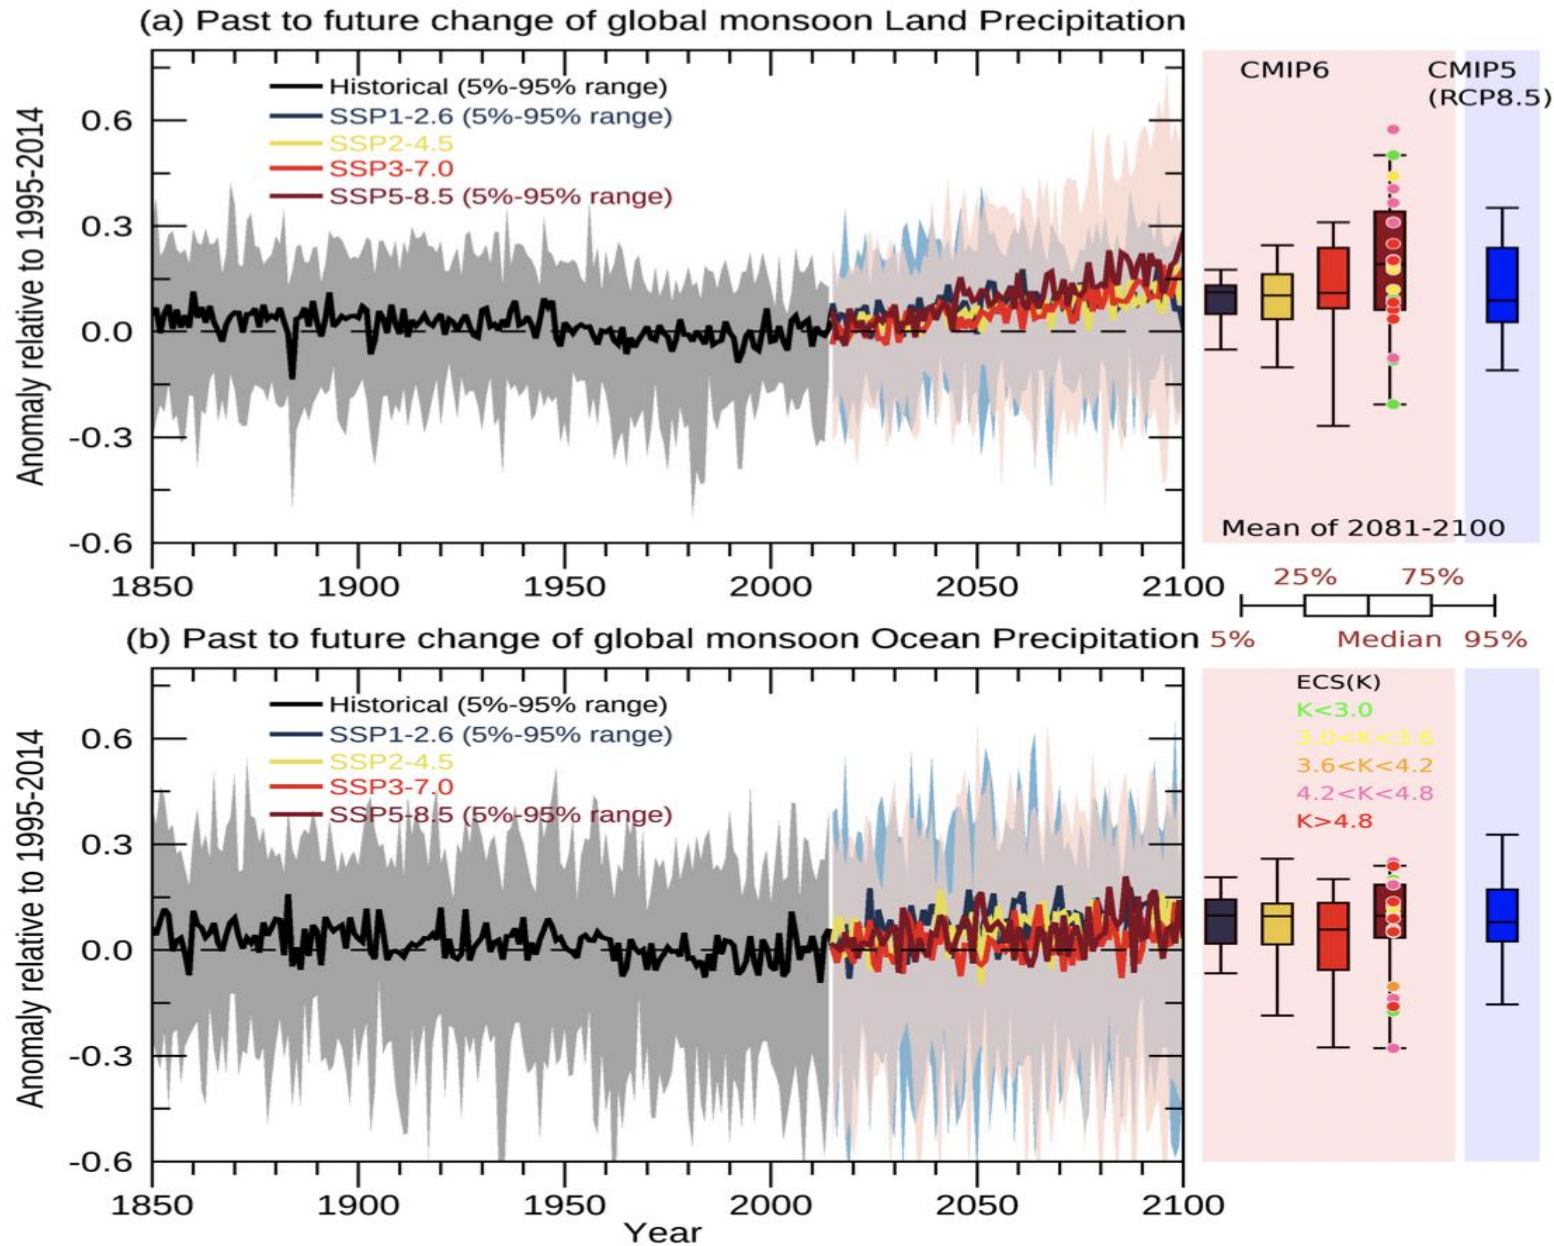 (a) Past to future change of global monsoon Land Precipitation
Anomaly relative to 1995-2014
0.6
0.3
0.0
-0.3
-0.6
Historical (5%-95% range)
SSP1-2.6 (5%-95% range)
SSP2-4.5
SSP3-7.0
SSP5-8.5 (5%-95% range)
1850
1900
1950
2000
2050
2100
CMIP6
CMIP5
(RCP8.5)
Mean of 2081-2100
25%
75%
5%
Median
95%
(b) Past to future change of global monsoon Ocean Precipitation
Anomaly relative to 1995-2014
0.6
0.3
0.0
-0.3
-0.6
Historical (5%-95% range)
SSP1-2.6 (5%-95% range)
SSP2-4.5
SSP3-7.0
SSP5-8.5 (5%-95% range)
1850
1900
1950
2000
2050
2100
Year
ECS(K)
K<3.0
3.0<K<3.6
3.6<K<4.2
4.2<K<4.8
K>4.8